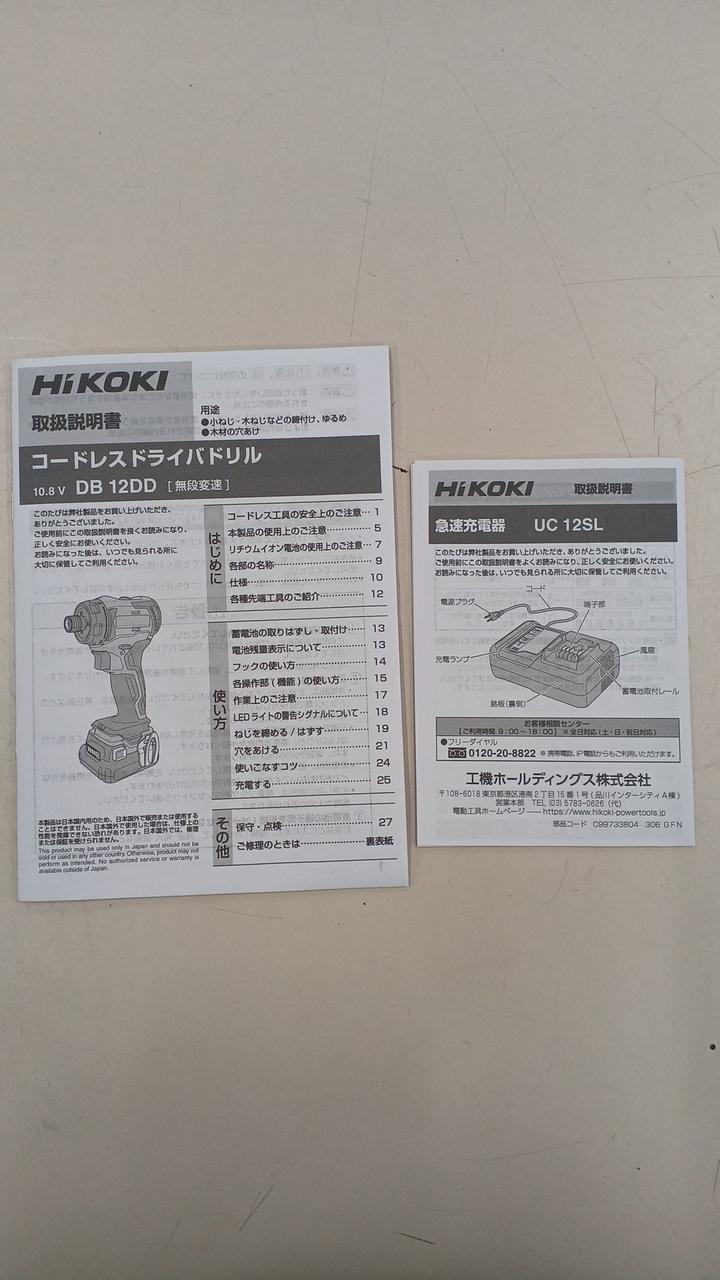 HiKOKI
取扱説明書
用途
●小ねじ・木ねじなどの締付け、ゆるめ
●木材の穴あけ
コードレスドライバドリル
10.8 V DB 12DD [無段変速]
このたびは弊社製品をお買い上げいただき、
ありがとうございました。
ご使用前にこの取扱説明書を良くお読みになり、
正しく安全にお使いください。
お読みになった後は、いつでも見られる所に
大切に保管してご利用ください。
はじめに
コードレス工具の安全上のご注意… 1
本製品の使用上のご注意………… 5
リチウムイオン電池の使用上のご注意… 7
各部の名称………………………… 9
仕様………………………………… 10
各種先端工具のご紹介…………… 12
使い方
蓄電池の取りはずし・取付け…… 13
電池残量表示について…………… 13
フックの使い方…………………… 14
各操作部(機能)の使い方……… 15
作業上のご注意…………………… 17
LEDライトの警告シグナルについて… 18
ねじを締める / はずす…………… 19
穴をあける………………………… 21
使いこなすコツ…………………… 24
充電する…………………………… 25
その他
保守・点検………………………… 27
ご修理のときは…………………… 裏表紙
本製品は日本国内用のため、日本国外で販売または使用する
ことはできません。日本国外で使用した場合は、仕様上の
性能を発揮できない恐れがあります。日本国外では、修理
または保証を受けられません。
This product may be used only in Japan and should not be
sold or used in any other country. Otherwise, product may not
perform as intended. No authorized service or warranty is
available outside of Japan.
HiKOKI 取扱説明書
急速充電器 UC 12SL
このたびは弊社製品をお買い上げいただき、ありがとうございました。
ご使用前にこの取扱説明書をよくお読みになり、正しく安全にお使いください。
お読みになった後は、いつでも見られる所に大切に保管してご利用ください。
コード
電源プラグ
端子部
風窓
充電ランプ
蓄電池取付レール
銘板(裏側)
お客様相談センター
[ご利用時間 9:00～18:00] ※全日対応(土・日・祝日対応)
●フリーダイヤル
0120-20-8822 ※携帯電話、IP電話からもご利用いただけます。
工機ホールディングス株式会社
〒108-6018 東京都港区港南2丁目15番1号(品川インターシティA棟)
営業本部 TEL (03) 5783-0626 (代)
電動工具ホームページ――https://www.hikoki-powertools.jp
部品コード C99733804 306 G F N